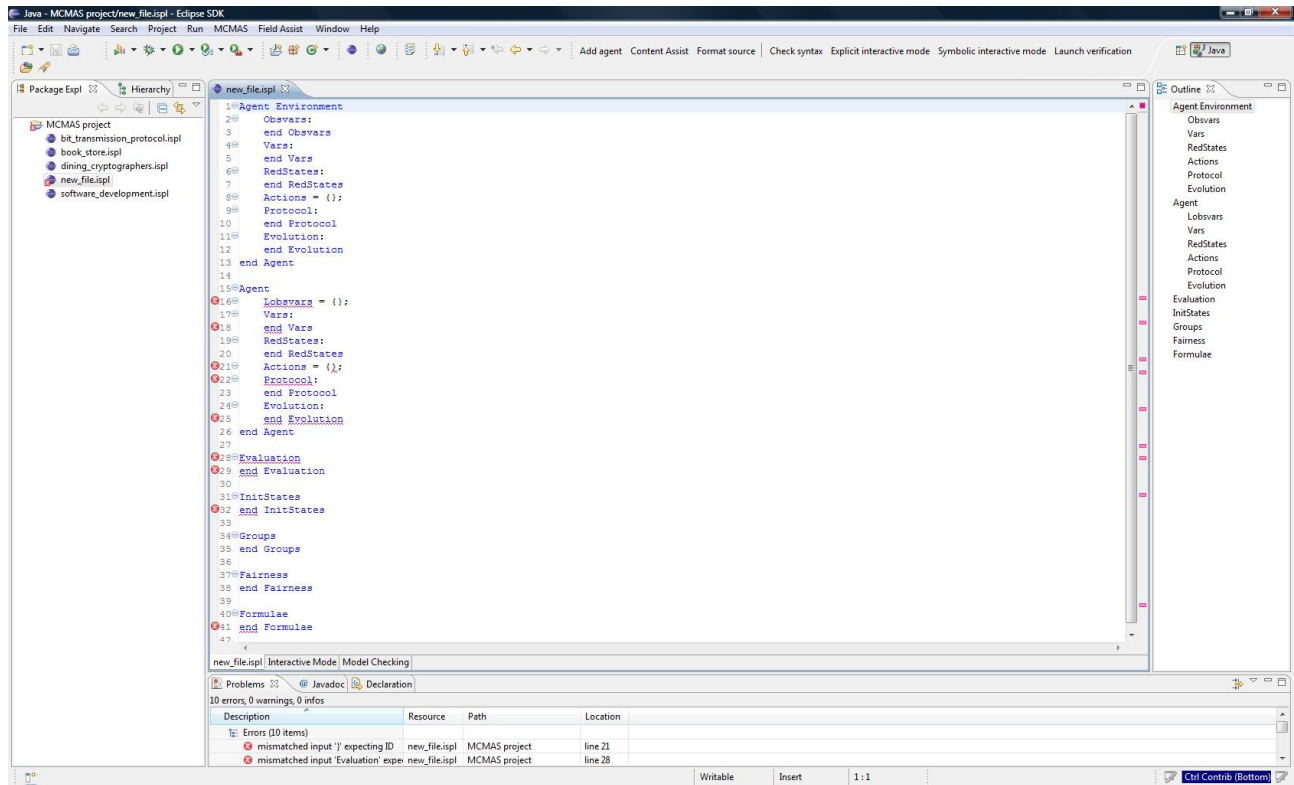 Java - MCMAS project/new_file.ispl - Eclipse SDK
File Edit Navigate Search Project Run MCMAS Field Assist Window Help
Add agent Content Assist Format source Check syntax Explicit interactive mode Symbolic interactive mode Launch verification
Java
Package Expl
Hierarchy
MCMAS project
bit_transmission_protocol.ispl
book_store.ispl
dining_cryptographers.ispl
new_file.ispl
software_development.ispl
new_file.ispl
1 Agent Environment
2 Obsvars:
3 end Obsvars
4 Vars:
5 end Vars
6 RedStates:
7 end RedStates
8 Actions = {};
9 Protocol:
10 end Protocol
11 Evolution:
12 end Evolution
13 end Agent
14
15 Agent
16 Lobsvars = {};
17 Vars:
18 end Vars
19 RedStates:
20 end RedStates
21 Actions = {};
22 Protocol:
23 end Protocol
24 Evolution:
25 end Evolution
26 end Agent
27
28 Evaluation
29 end Evaluation
30
31 InitStates
32 end InitStates
33
34 Groups
35 end Groups
36
37 Fairness
38 end Fairness
39
40 Formulae
41 end Formulae
42
new_file.ispl Interactive Mode Model Checking
Outline
Agent Environment
Obsvars
Vars
RedStates
Actions
Protocol
Evolution
Agent
Lobsvars
Vars
RedStates
Actions
Protocol
Evolution
Evaluation
InitStates
Groups
Fairness
Formulae
Problems @ Javadoc Declaration
10 errors, 0 warnings, 0 infos
Description Resource Path Location
Errors (10 items)
mismatched input '}' expecting ID new_file.ispl MCMAS project line 21
mismatched input 'Evaluation' expe new_file.ispl MCMAS project line 28
Writable Insert 1:1 Ctrl Contrib (Bottom)